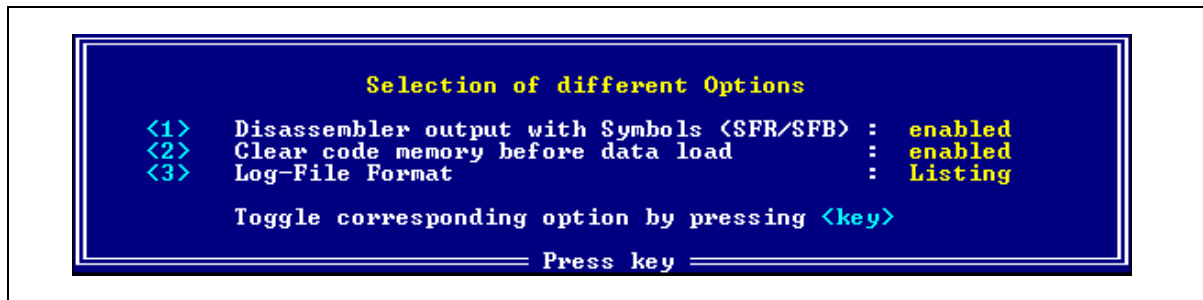 Selection of different Options
<1> Disassembler output with Symbols (SFR/SFB) : enabled
<2> Clear code memory before data load : enabled
<3> Log-File Format : Listing
Toggle corresponding option by pressing <key>
Press key